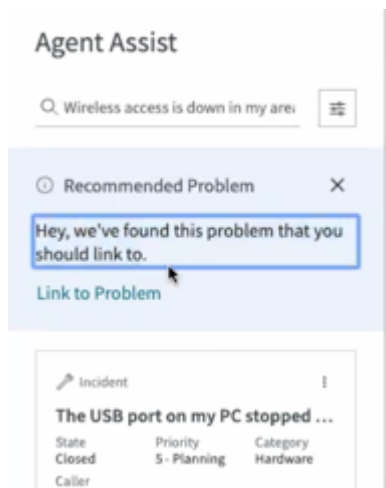 Agent Assist
Wireless access is down in my area
Recommended Problem
Hey, we've found this problem that you
should link to.
Link to Problem
Incident
The USB port on my PC stopped ...
State Priority Category
Closed 5 - Planning Hardware
Caller